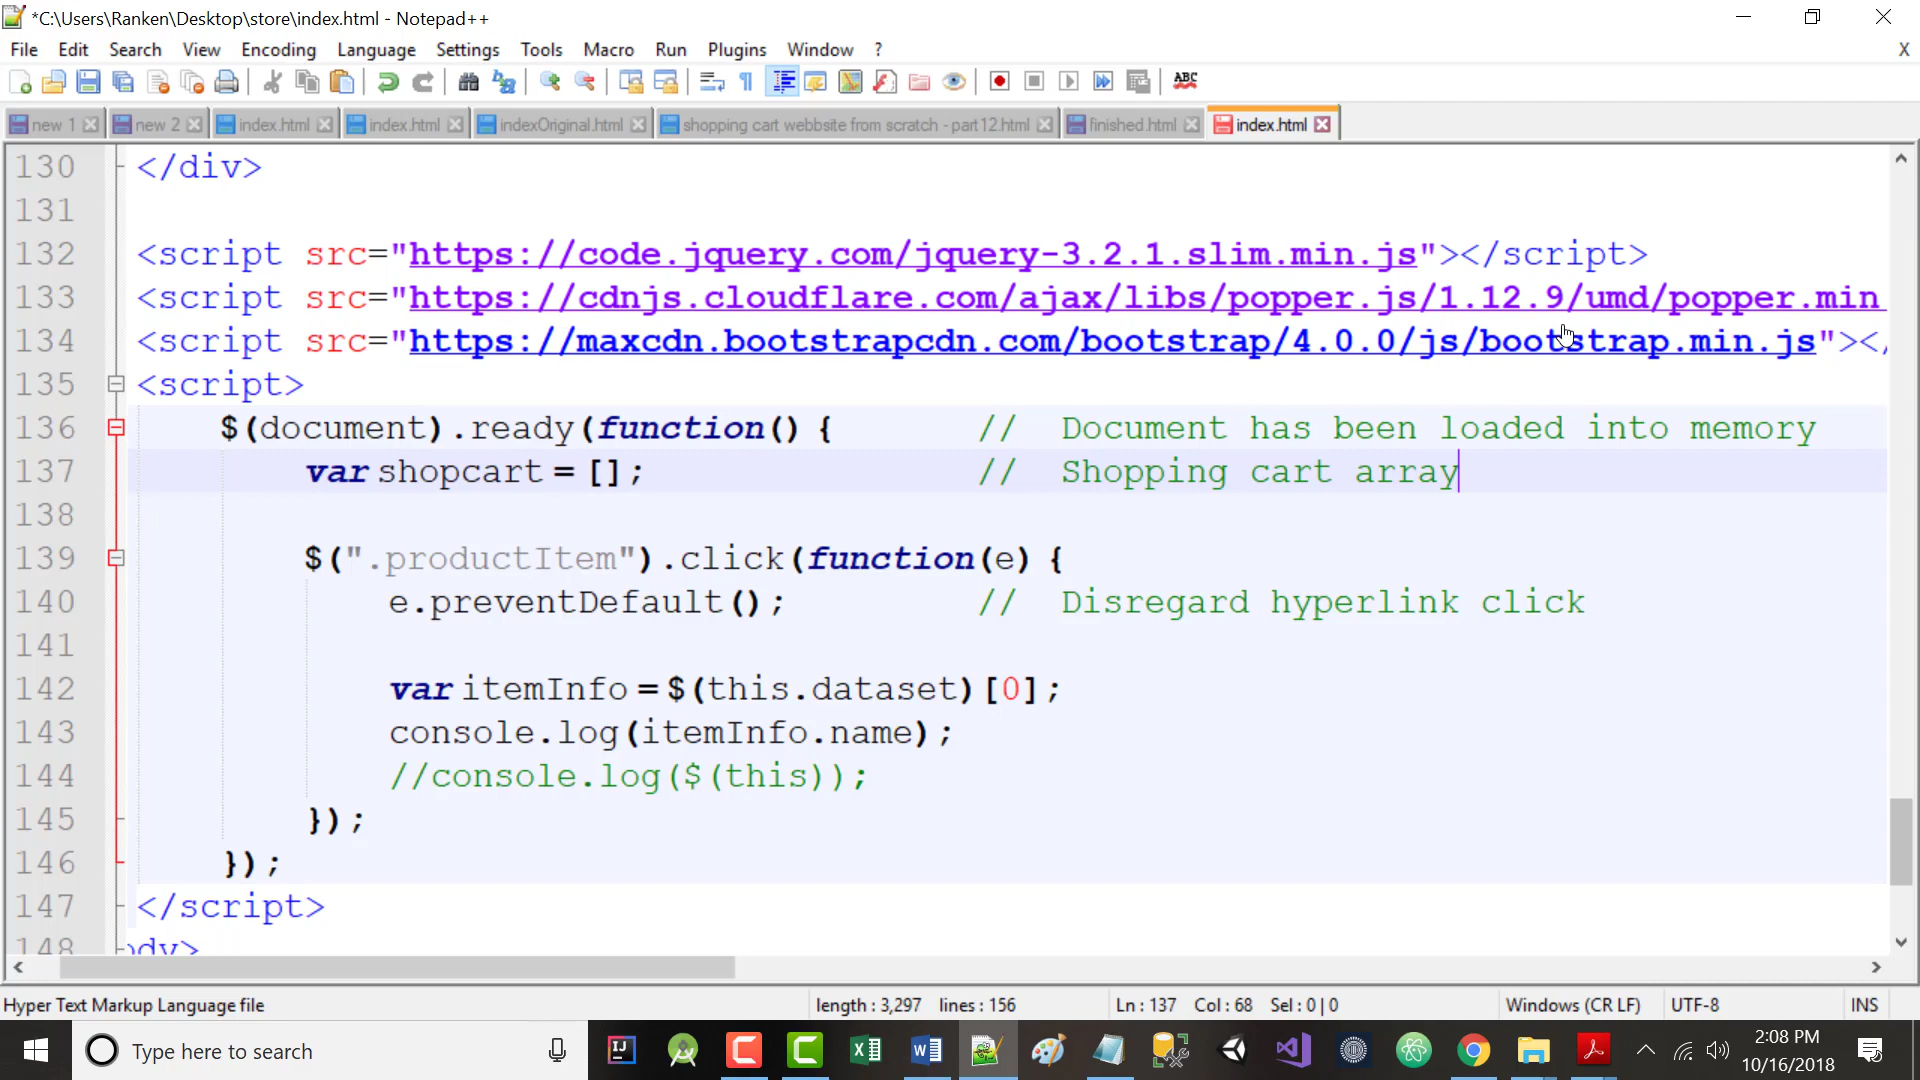 *C:\Users\Ranken\Desktop\store\index.html - Notepad++
File Edit Search View Encoding Language Settings Tools Macro Run Plugins Window ? X
ABC
new 1 new 2 index.html index.html indexOriginal.html shopping cart webbsite from scratch - part12.html finished.html index.html
130 </div>
131
132 <script src="https://code.jquery.com/jquery-3.2.1.slim.min.js"></script>
133 <script src="https://cdnjs.cloudflare.com/ajax/libs/popper.js/1.12.9/umd/popper.min
134 <script src="https://maxcdn.bootstrapcdn.com/bootstrap/4.0.0/js/bootstrap.min.js"></
135 <script>
136 $(document).ready(function() { // Document has been loaded into memory
137 var shopcart = []; // Shopping cart array
138
139 $(".productItem").click(function(e) {
140 e.preventDefault(); // Disregard hyperlink click
141
142 var itemInfo = $(this.dataset)[0];
143 console.log(itemInfo.name);
144 //console.log($(this));
145 });
146 });
147 </script>
148 ody>
Hyper Text Markup Language file length : 3,297 lines : 156 Ln : 137 Col : 68 Sel : 0 | 0 Windows (CR LF) UTF-8 INS
Type here to search
2:08 PM
10/16/2018